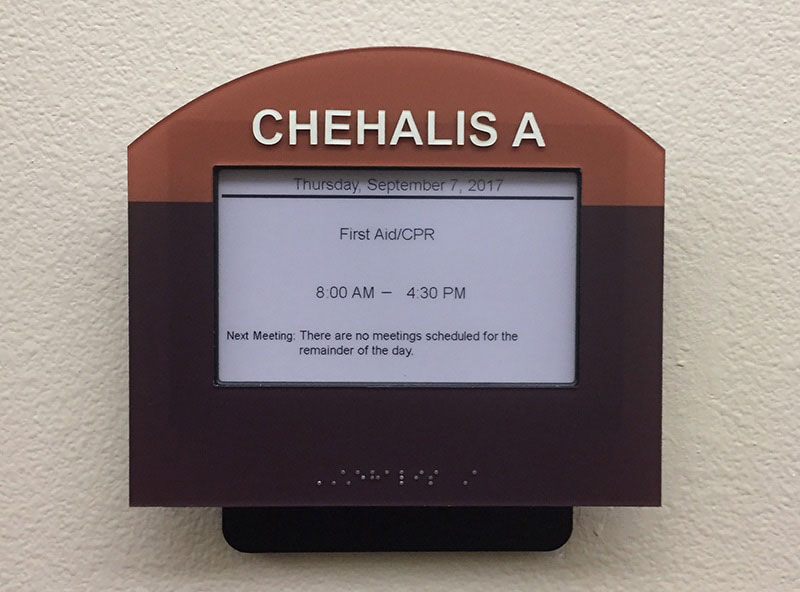 CHEHALIS A
Thursday, September 7, 2017
First Aid/CPR
8:00 AM – 4:30 PM
Next Meeting: There are no meetings scheduled for the
remainder of the day.